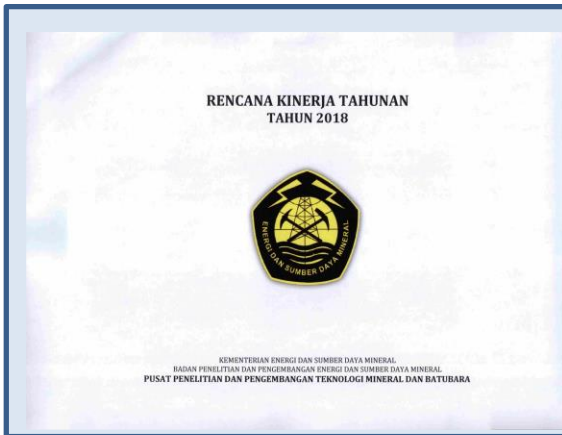 RENCANA KINERJA TAHUNAN
TAHUN 2018
ENERGI DAN SUMBER DAYA MINERAL
KEMENTERIAN ENERGI DAN SUMBER DAYA MINERAL
BADAN PENELITIAN DAN PENGEMBANGAN ENERGI DAN SUMBER DAYA MINERAL
PUSAT PENELITIAN DAN PENGEMBANGAN TEKNOLOGI MINERAL DAN BATUBARA